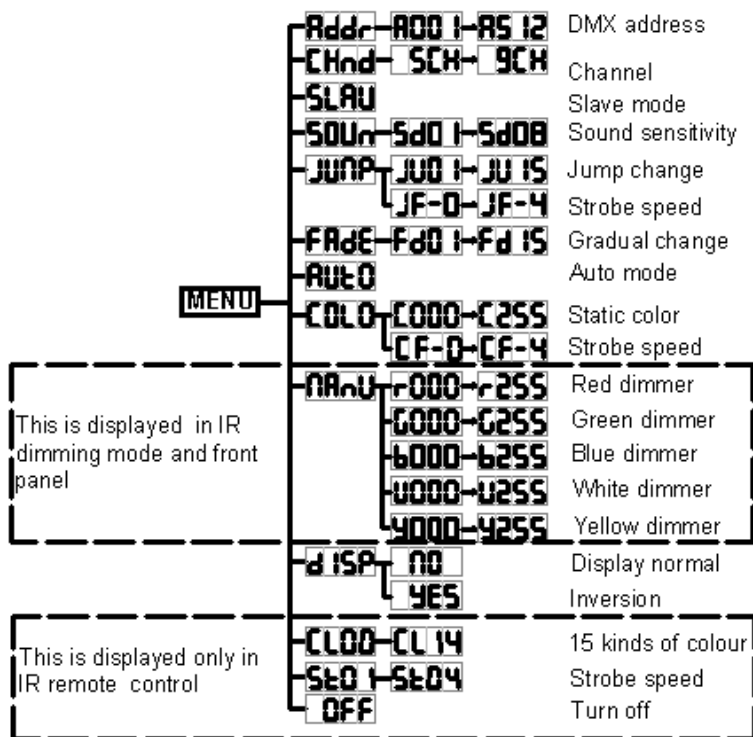 Addr A001 A512 DMX address
CHnd 5CH 9CH Channel
SLAU Slave mode
SOUn Sd01 Sd08 Sound sensitivity
JUMP JU01 JU15 Jump change
JF-0 JF-4 Strobe speed
FAdE Fd01 Fd15 Gradual change
AUtO Auto mode
MENU
COLO C000 C255 Static color
CF-0 CF-4 Strobe speed
This is displayed in IR
dimming mode and front
panel
MAnU r000 r255 Red dimmer
G000 G255 Green dimmer
b000 b255 Blue dimmer
U000 U255 White dimmer
y000 y255 Yellow dimmer
dISP NO Display normal
YES Inversion
This is displayed only in
IR remote control
CL00 CL14 15 kinds of colour
St01 St04 Strobe speed
OFF Turn off